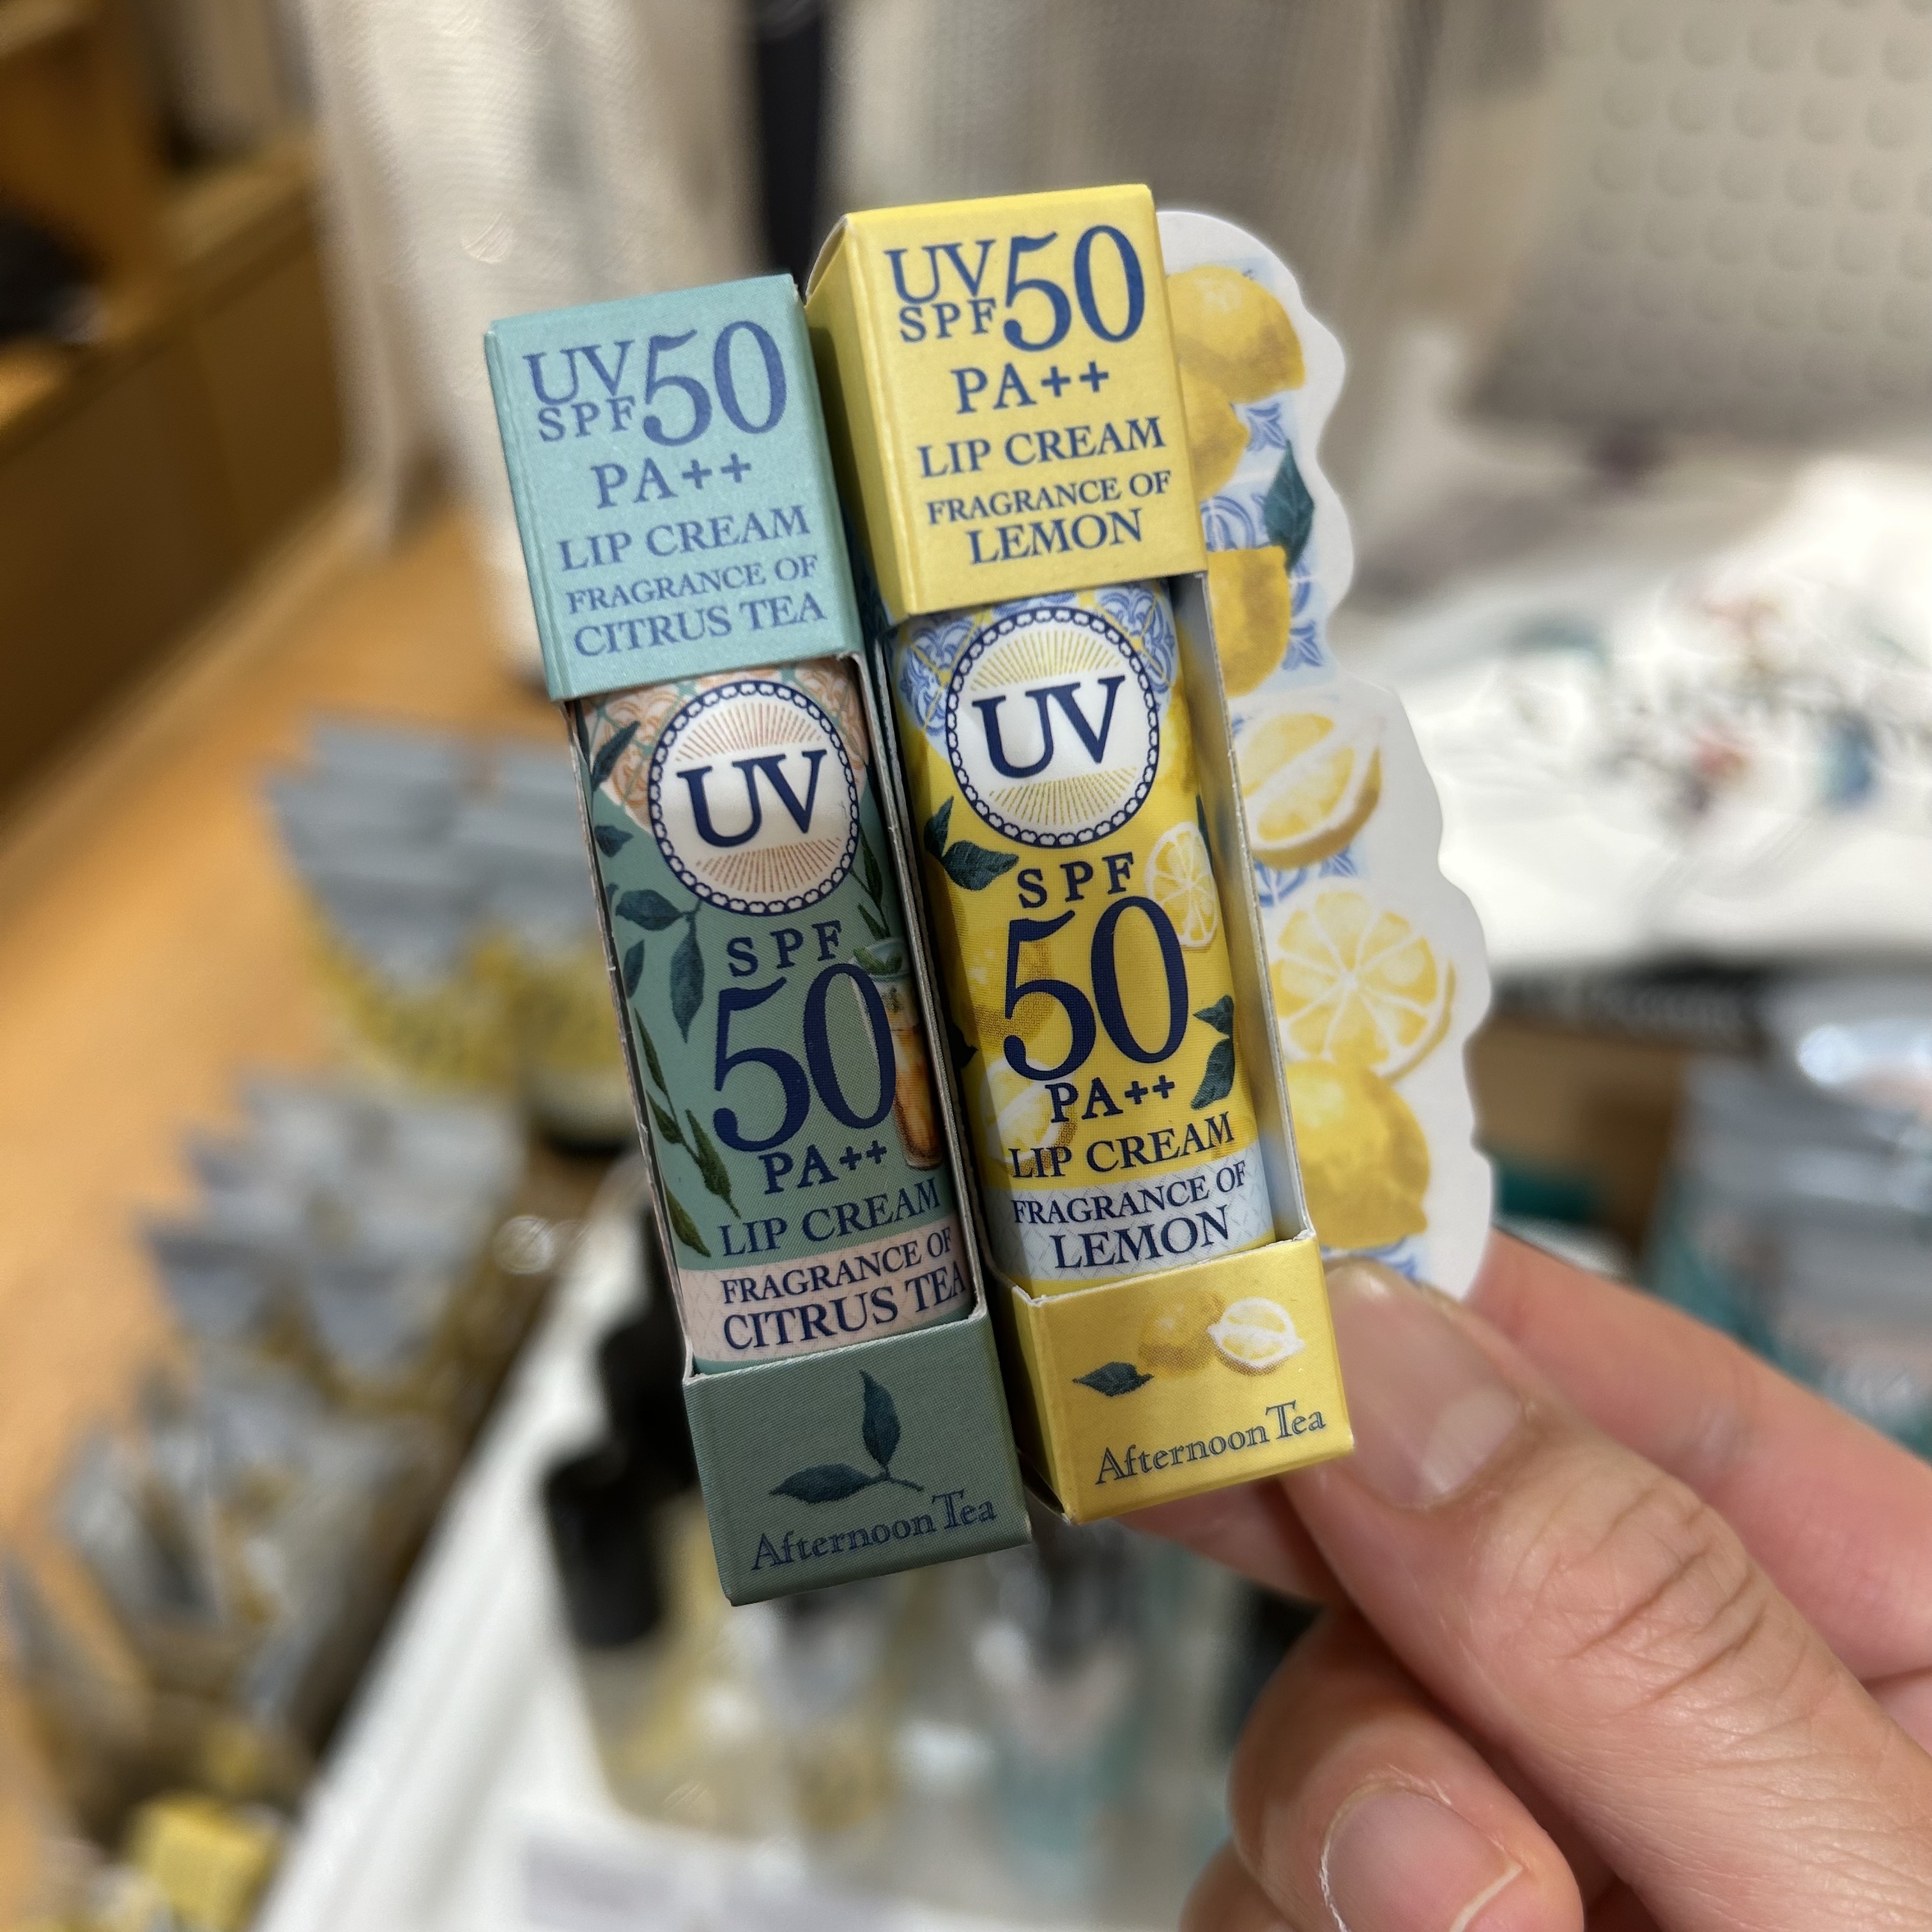 UV
SPF 50
PA++
LIP CREAM
FRAGRANCE OF
CITRUS TEA
UV
SPF
50
PA++
LIP CREAM
FRAGRANCE OF
CITRUS TEA
Afternoon Tea
UV
SPF 50
PA++
LIP CREAM
FRAGRANCE OF
LEMON
UV
SPF
50
PA++
LIP CREAM
FRAGRANCE OF
LEMON
Afternoon Tea